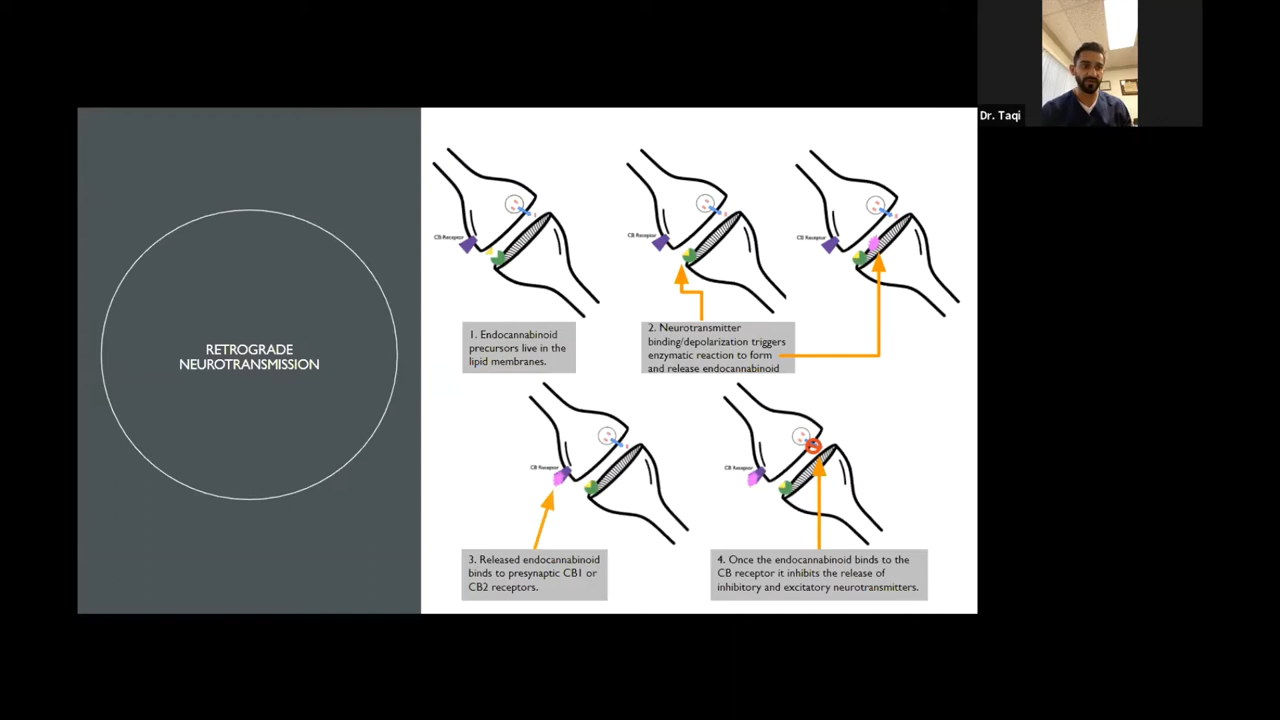 Dr. Taqi
RETROGRADE
NEUROTRANSMISSION
CB Receptor
CB Receptor
CB Receptor
1. Endocannabinoid
precursors live in the
lipid membranes.
2. Neurotransmitter
binding/depolarization triggers
enzymatic reaction to form
and release endocannabinoid
CB Receptor
CB Receptor
3. Released endocannabinoid
binds to presynaptic CB1 or
CB2 receptors.
4. Once the endocannabinoid binds to the
CB receptor it inhibits the release of
inhibitory and excitatory neurotransmitters.